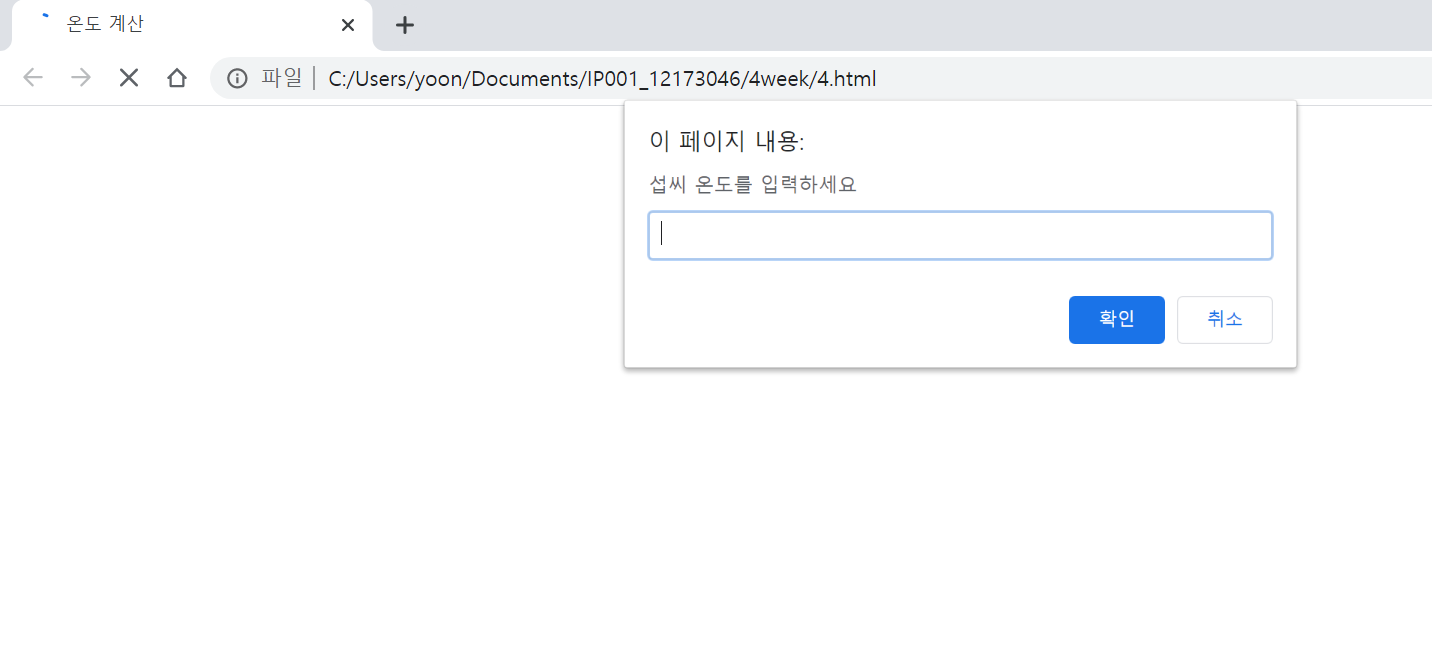 온도 계산
파일 C:/Users/yoon/Documents/IP001_12173046/4week/4.html
이 페이지 내용:
섭씨 온도를 입력하세요
확인 취소